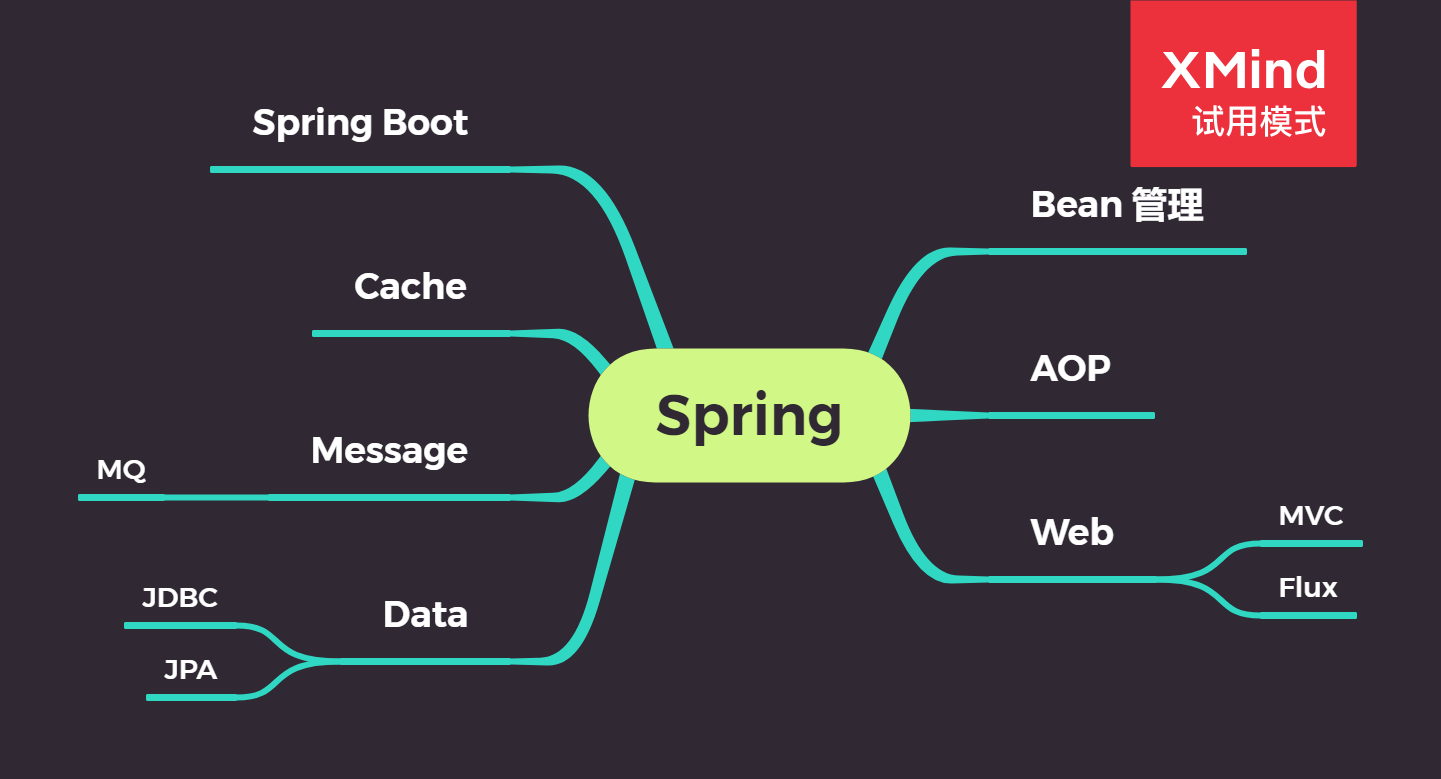 XMind
试用模式
Spring Boot
Bean 管理
Cache
AOP
Spring
Message
MQ
Web
MVC
Flux
JDBC
Data
JPA